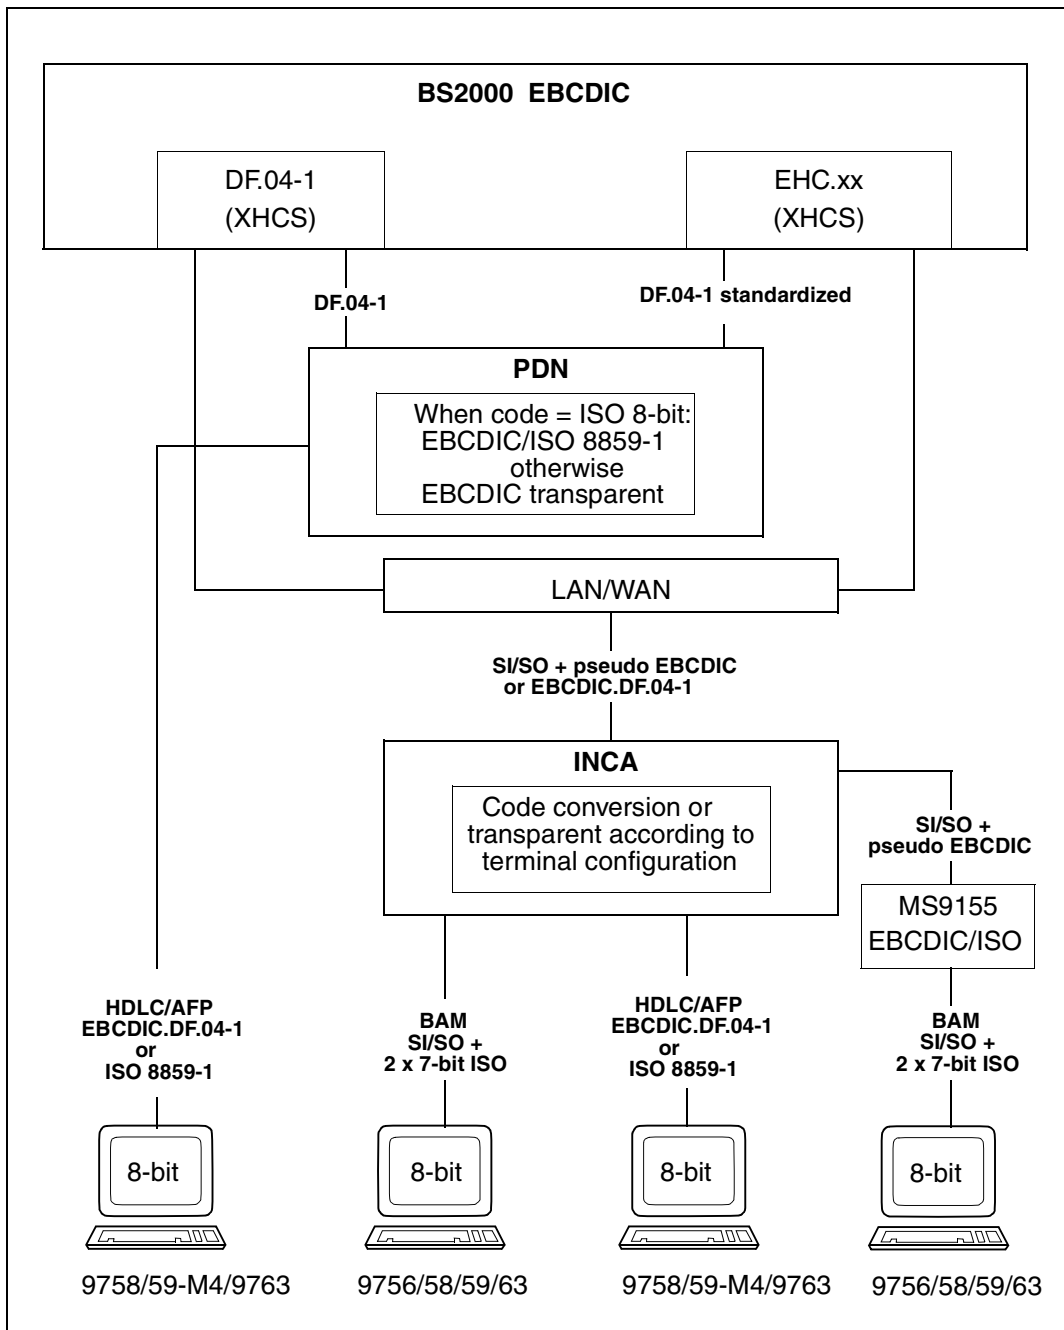 BS2000 EBCDIC
DF.04-1
(XHCS)
EHC.xx
(XHCS)
DF.04-1
DF.04-1 standardized
PDN
When code = ISO 8-bit:
EBCDIC/ISO 8859-1
otherwise
EBCDIC transparent
LAN/WAN
SI/SO + pseudo EBCDIC
or EBCDIC.DF.04-1
INCA
Code conversion or
transparent according to
terminal configuration
SI/SO +
pseudo EBCDIC
MS9155
EBCDIC/ISO
HDLC/AFP
EBCDIC.DF.04-1
or
ISO 8859-1
BAM
SI/SO +
2 x 7-bit ISO
HDLC/AFP
EBCDIC.DF.04-1
or
ISO 8859-1
BAM
SI/SO +
2 x 7-bit ISO
8-bit
8-bit
8-bit
8-bit
9758/59-M4/9763
9756/58/59/63
9758/59-M4/9763
9756/58/59/63